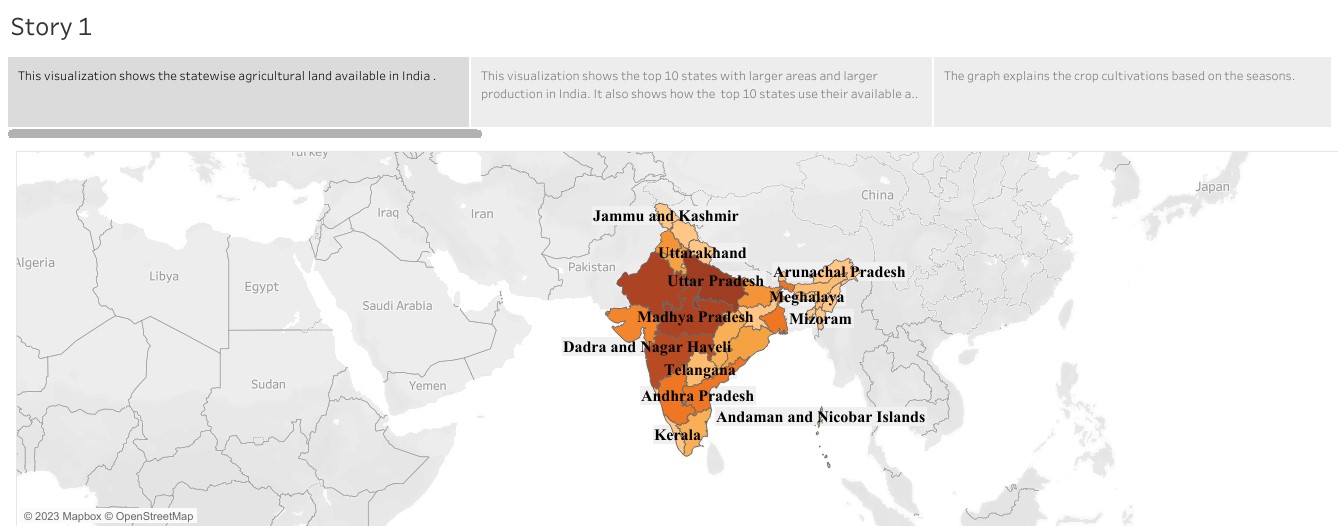 Story 1
This visualization shows the statewise agricultural land available in India .
This visualization shows the top 10 states with larger areas and larger
production in India. It also shows how the top 10 states use their available a..
The graph explains the crop cultivations based on the seasons.
Turkey
China
Japan
Iraq
Iran
Jammu and Kashmir
Uttarakhand
Algeria
Libya
Pakistan
Arunachal Pradesh
Egypt
Uttar Pradesh
Meghalaya
Saudi Arabia
Madhya Pradesh
Mizoram
Dadra and Nagar Haveli
Telangana
Sudan
Yemen
Andhra Pradesh
Andaman and Nicobar Islands
Kerala
© 2023 Mapbox © OpenStreetMap